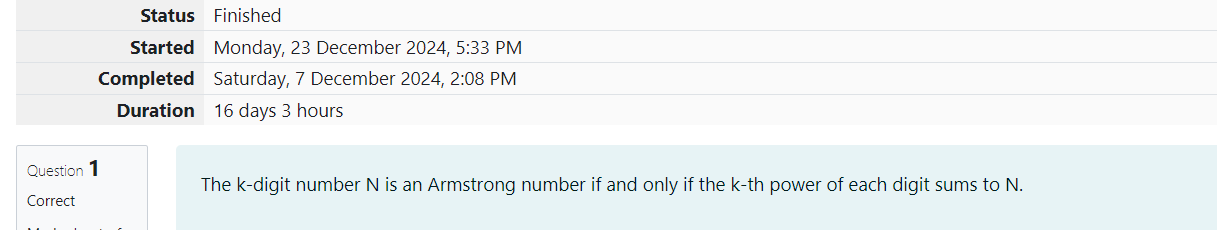 Status Finished
Started Monday, 23 December 2024, 5:33 PM
Completed Saturday, 7 December 2024, 2:08 PM
Duration 16 days 3 hours
Question 1
The k-digit number N is an Armstrong number if and only if the k-th power of each digit sums to N.
Correct